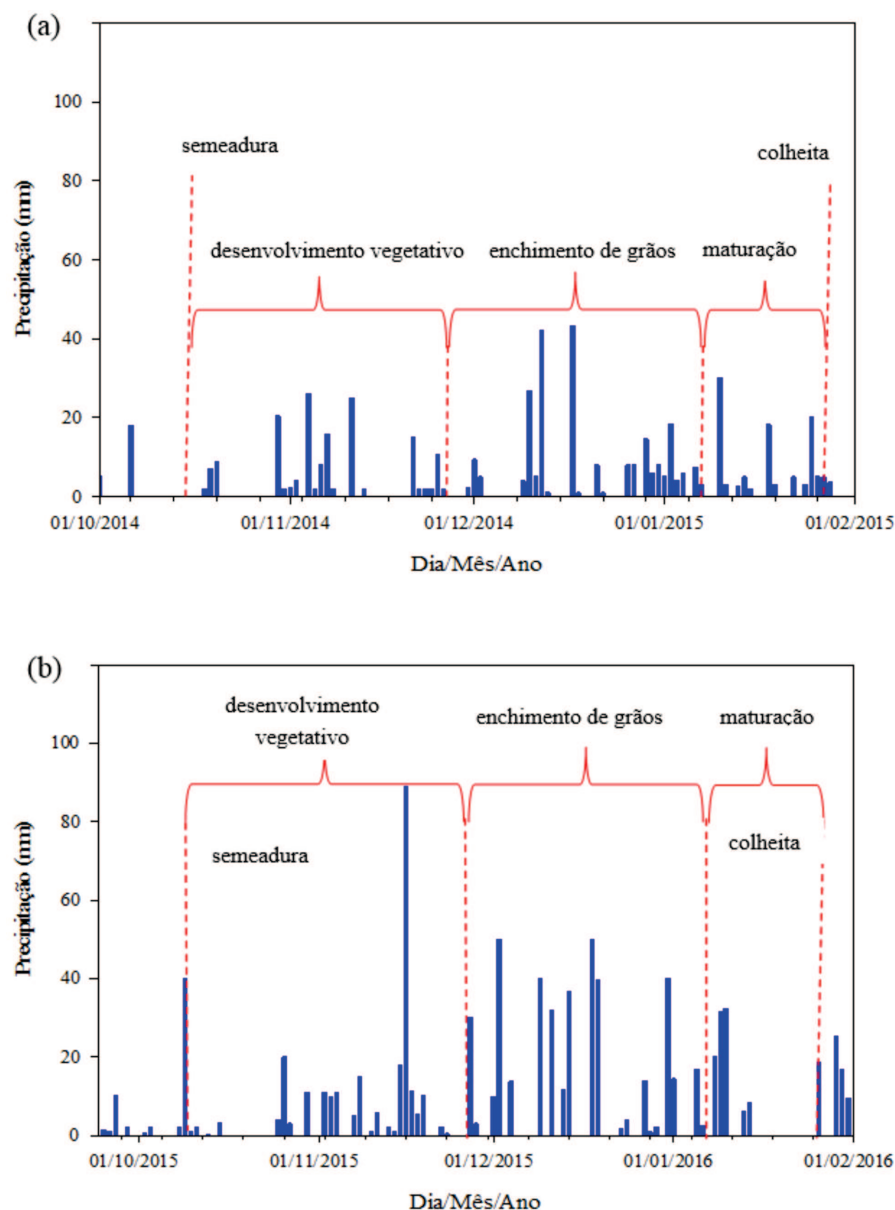 (a)
Precipitação (mm)
100
80
60
40
20
0
semeadura
colheita
desenvolvimento vegetativo
enchimento de grãos
maturação
01/10/2014
01/11/2014
01/12/2014
01/01/2015
01/02/2015
Dia/Mês/Ano
(b)
Precipitação (mm)
100
80
60
40
20
0
desenvolvimento
vegetativo
enchimento de grãos
maturação
semeadura
colheita
01/10/2015
01/11/2015
01/12/2015
01/01/2016
01/02/2016
Dia/Mês/Ano